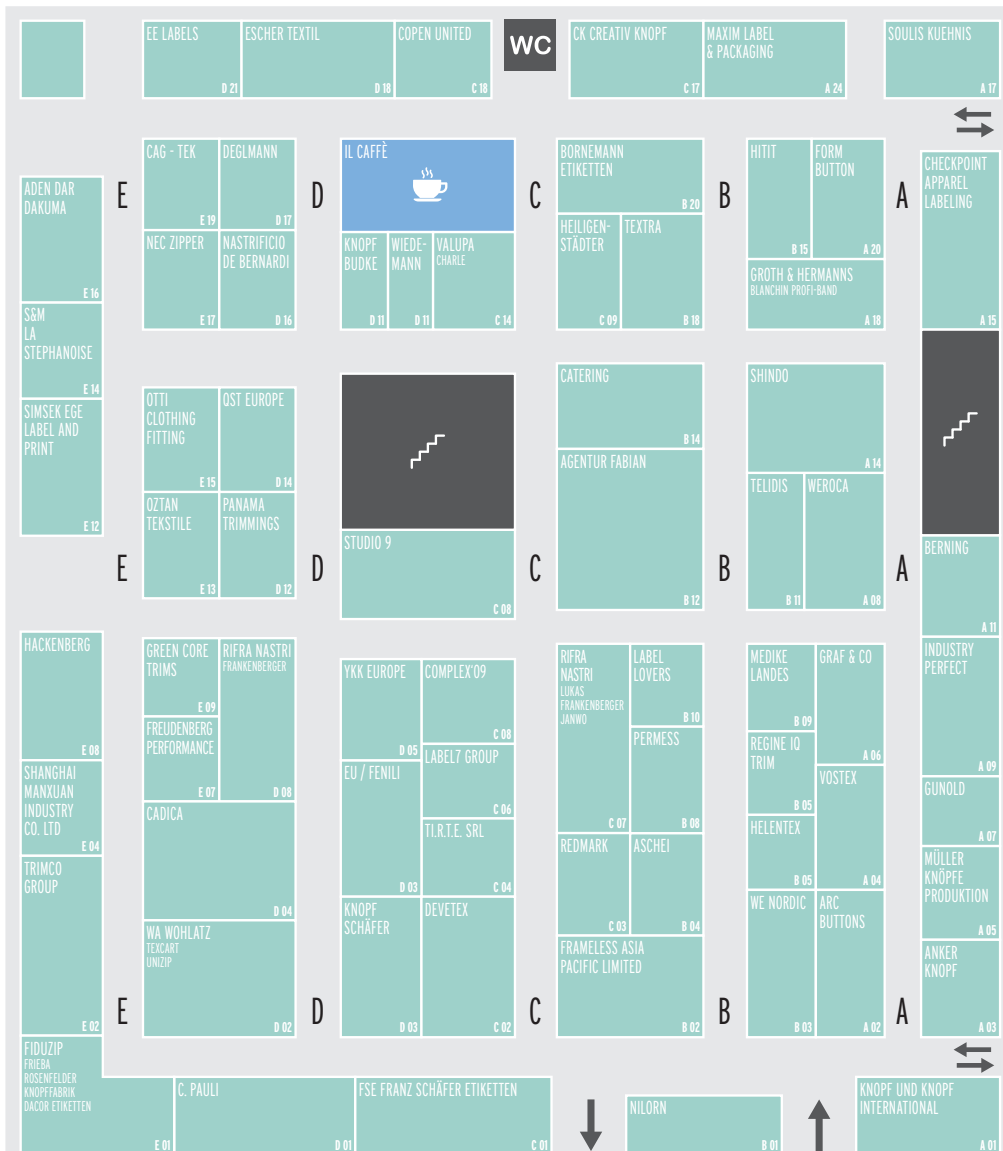 EE LABELS
D 21
ESCHER TEXTIL
D 18
COPEN UNITED
C 18
WC
CK CREATIV KNOPF
C 17
MAXIM LABEL
& PACKAGING
A 24
SOULIS KUEHNIS
A 17
ADEN DAR
DAKUMA
E 16
S&M
LA
STEPHANOISE
E 14
SIMSEK EGE
LABEL AND
PRINT
E 12
E
CAG - TEK
E 19
DEGLMANN
D 17
NEC ZIPPER
E 17
NASTRIFICIO
DE BERNARDI
D 16
D
IL CAFFÈ
KNOPF
BUDKE
D 11
WIEDE-
MANN
D 11
VALUPA
CHARLE
C 14
C
BORNEMANN
ETIKETTEN
B 20
HEILIGEN-
STÄDTER
C 09
TEXTRA
B 18
B
HITIT
B 15
FORM
BUTTON
A 20
GROTH & HERMANNS
BLANCHIN PROFI-BAND
A 18
A
CHECKPOINT
APPAREL
LABELING
A 15
OTTI
CLOTHING
FITTING
E 15
QST EUROPE
D 14
OZTAN
TEKSTILE
E 13
PANAMA
TRIMMINGS
D 12
E
D
STUDIO 9
C 08
C
CATERING
B 14
AGENTUR FABIAN
B 12
B
SHINDO
A 14
TELIDIS
B 11
WEROCA
A 08
A
BERNING
A 11
INDUSTRY
PERFECT
A 09
GUNOLD
A 07
MÜLLER
KNÖPFE
PRODUKTION
A 05
ANKER
KNOPF
A 03
HACKENBERG
E 08
SHANGHAI
MANXUAN
INDUSTRY
CO. LTD
E 04
TRIMCO
GROUP
E 02
GREEN CORE
TRIMS
E 09
RIFRA NASTRI
FRANKENBERGER
D 08
FREUDENBERG
PERFORMANCE
E 07
CADICA
D 04
WA WOHLATZ
TEXCART
UNIZIP
D 02
YKK EUROPE
D 05
COMPLEX'09
C 08
LABEL7 GROUP
C 06
EU / FENILI
D 03
TI.R.T.E. SRL
C 04
KNOPF
SCHÄFER
D 03
DEVETEX
C 02
RIFRA
NASTRI
LUKAS
FRANKENBERGER
JANWO
C 07
LABEL
LOVERS
B 10
PERMESS
B 08
REDMARK
C 03
ASCHEI
B 04
FRAMELESS ASIA
PACIFIC LIMITED
B 02
MEDIKE
LANDES
B 09
GRAF & CO
A 06
REGINE IQ
TRIM
B 05
VOSTEX
A 04
HELENTEX
B 05
WE NORDIC
B 03
ARC
BUTTONS
A 02
E
D
C
B
A
FIDUZIP
FRIEBA
ROSENFELDER
KNOPFFABRIK
DACOR ETIKETTEN
E 01
C. PAULI
D 01
FSE FRANZ SCHÄFER ETIKETTEN
C 01
NILORN
B 01
KNOPF UND KNOPF
INTERNATIONAL
A 01